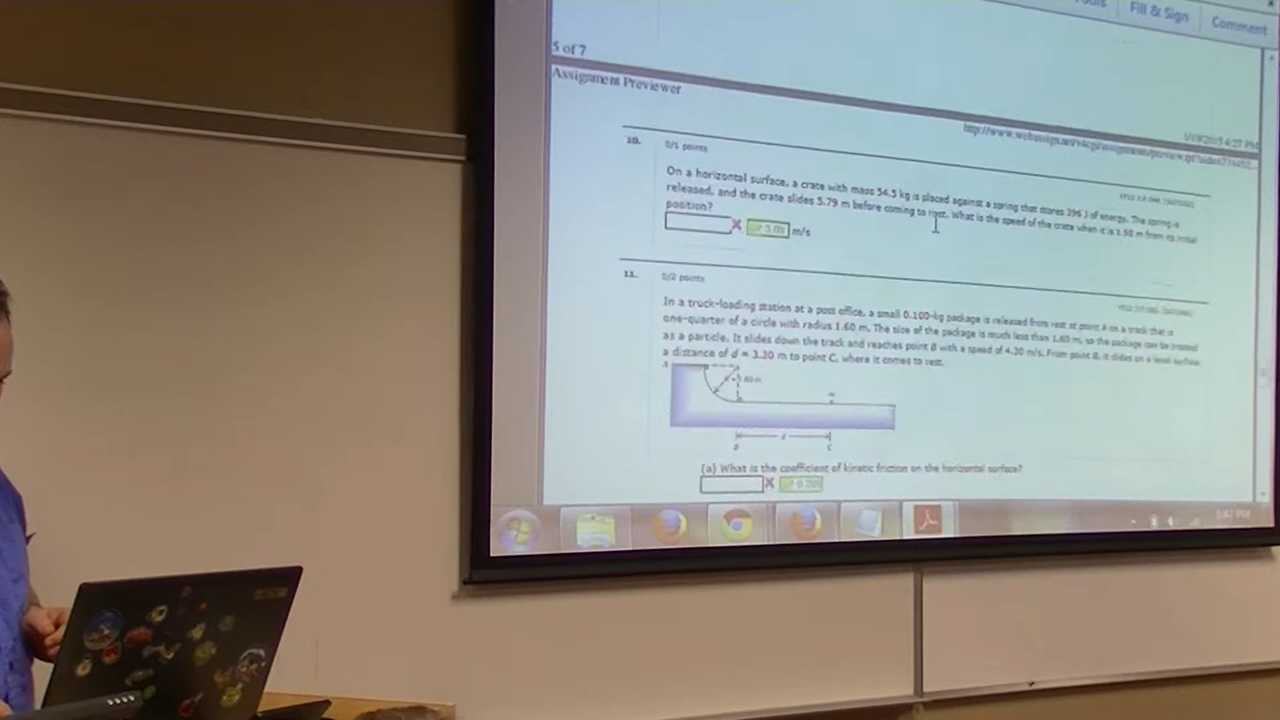 Fill & Sign
Comment
5 of 7
Assignment Previewer
10.
0/1 points
On a horizontal surface, a crate with mass 54.5 kg is placed against a spring that stores 396 J of energy. The spring is
released, and the crate slides 5.79 m before coming to rest. What is the speed of the crate when it is 1.50 m from its initial
position?
m/s
11.
0/2 points
In a truck-loading station at a post office, a small 0.100-kg package is released from rest at point A on a track that is
one-quarter of a circle with radius 1.60 m. The size of the package is much less than 1.60 m, so the package can be treated
as a particle. It slides down the track and reaches point B with a speed of 4.20 m/s. From point B, it slides on a level surface
a distance of d = 3.30 m to point C, where it comes to rest.
d
B
C
(a) What is the coefficient of kinetic friction on the horizontal surface?